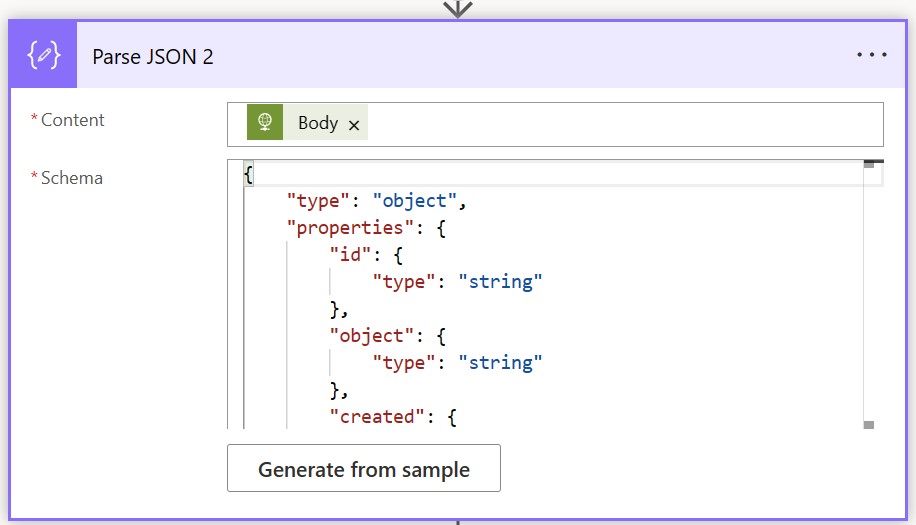 Parse JSON 2
* Content
Body ×
* Schema
{
    "type": "object",
    "properties": {
        "id": {
            "type": "string"
        },
        "object": {
            "type": "string"
        },
        "created": {
Generate from sample